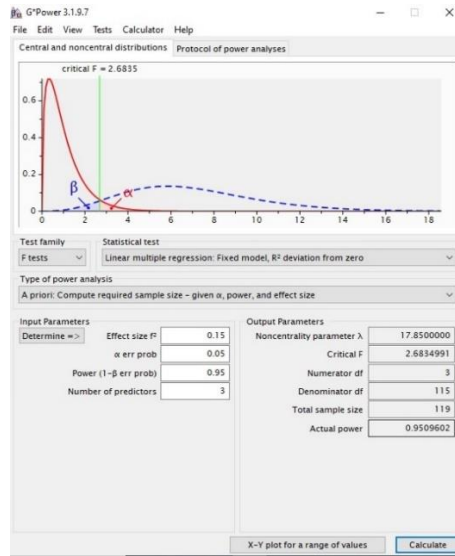 G*Power 3.1.9.7
File Edit View Tests Calculator Help
Central and noncentral distributions Protocol of power analyses
critical F = 2.6835
0.6
0.4
0.2
0
β α
0 2 4 6 8 10 12 14 16 18
Test family Statistical test
F tests Linear multiple regression: Fixed model, R² deviation from zero
Type of power analysis
A priori: Compute required sample size – given α, power, and effect size
Input Parameters Output Parameters
Determine => Effect size f² 0.15 Noncentrality parameter λ 17.8500000
α err prob 0.05 Critical F 2.6834991
Power (1-β err prob) 0.95 Numerator df 3
Number of predictors 3 Denominator df 115
Total sample size 119
Actual power 0.9509602
X-Y plot for a range of values Calculate